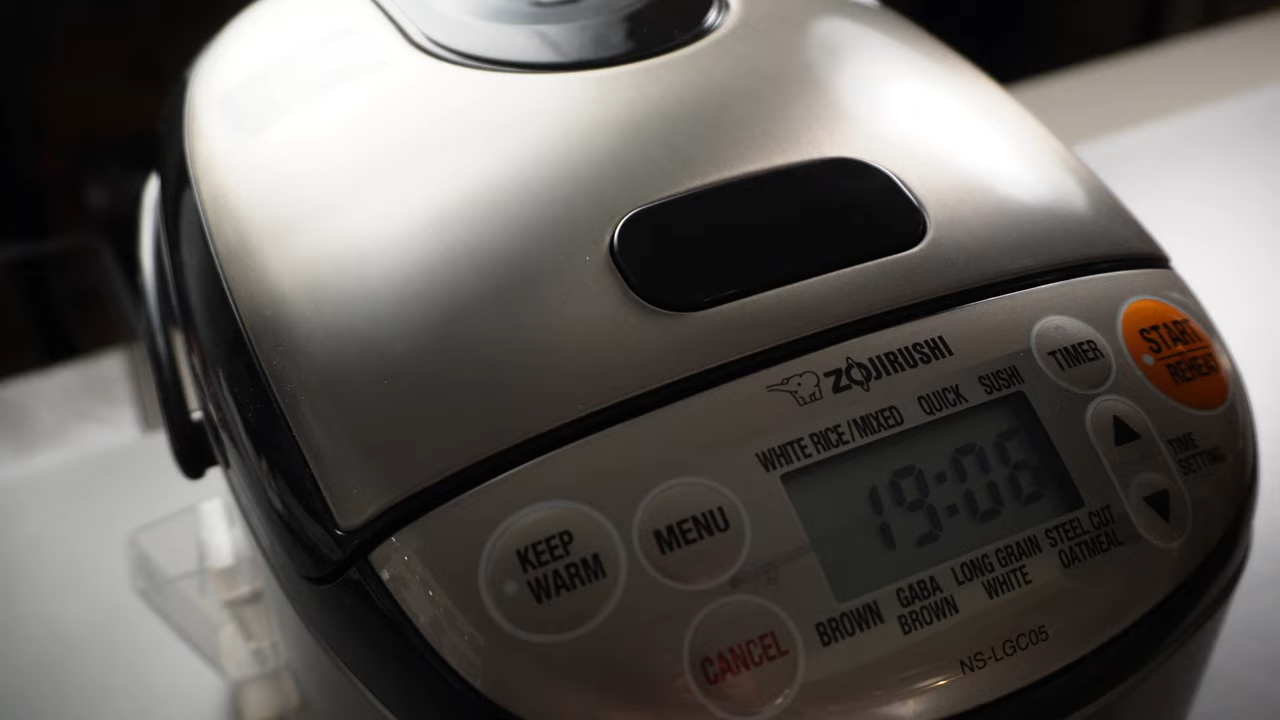 ZOJIRUSHI
TIMER
START
REHEAT
WHITE RICE / MIXED QUICK SUSHI
19:06
TIME
SETTING
KEEP
WARM
MENU
CANCEL
BROWN
GABA
BROWN
LONG GRAIN
WHITE
STEEL CUT
OATMEAL
NS-LGC05